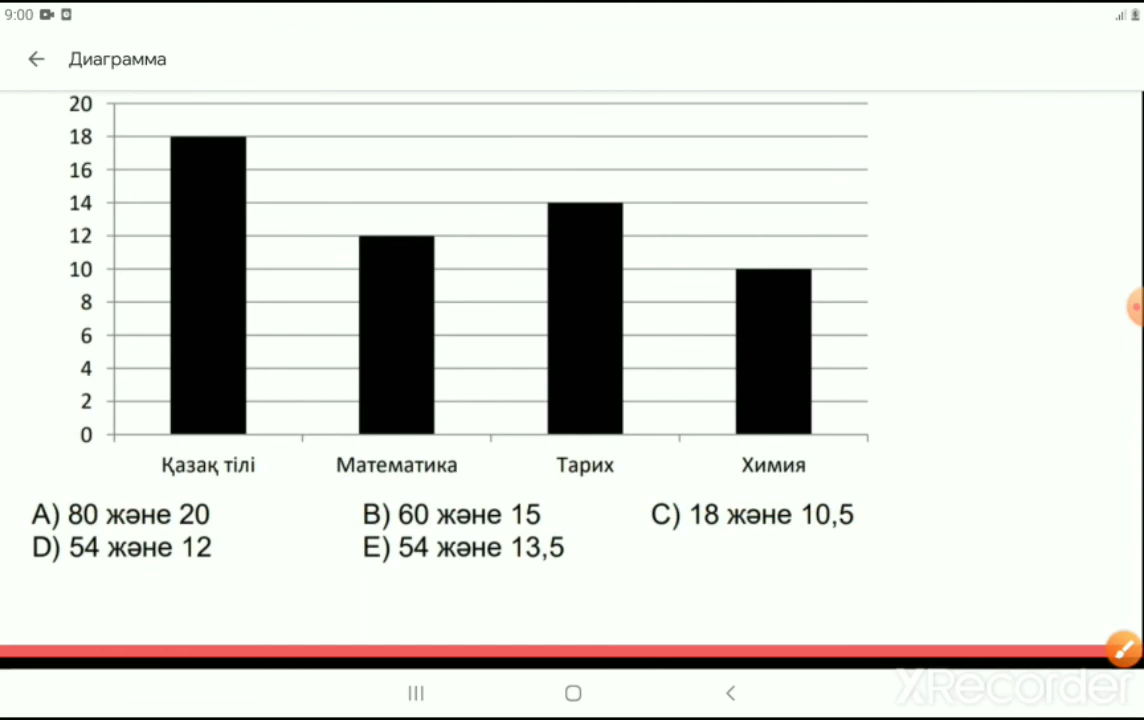 9:00
Диаграмма
20
18
16
14
12
10
8
6
4
2
0
Қазақ тілі Математика Тарих Химия
A) 80 және 20 B) 60 және 15 C) 18 және 10,5
D) 54 және 12 E) 54 және 13,5
XRecorder